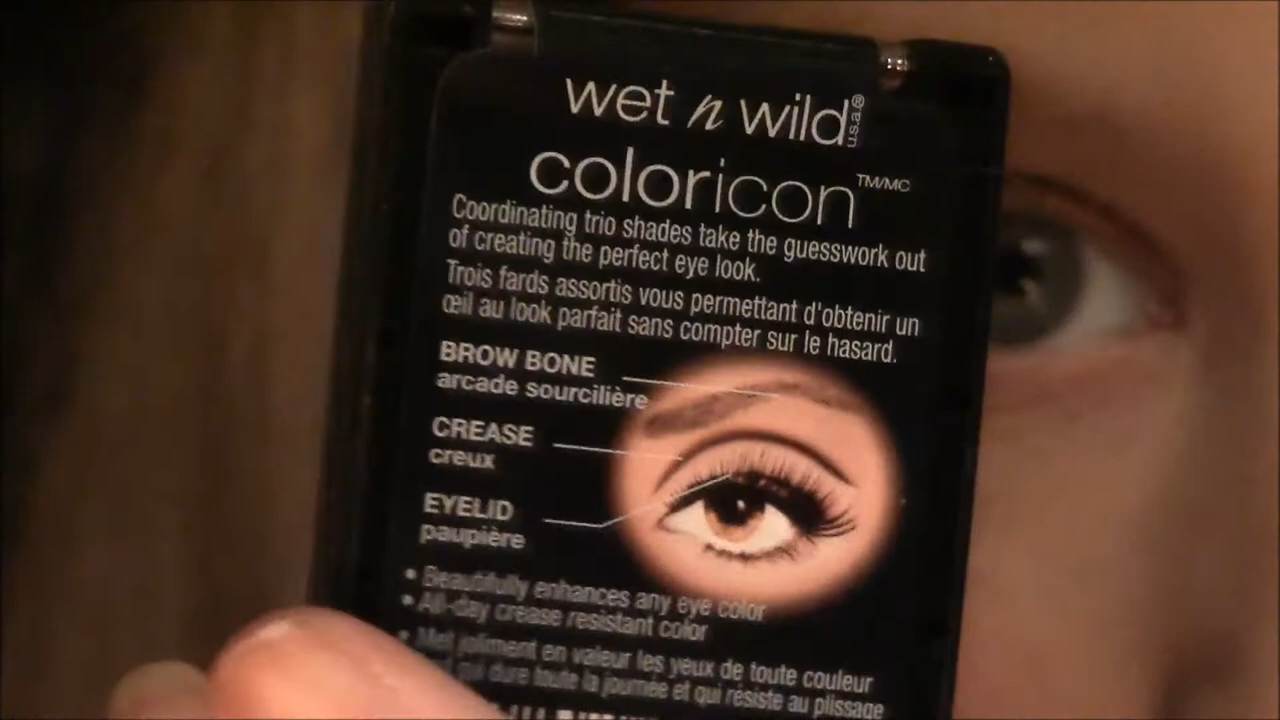 wet n wild u.s.a.®
coloricon™/MC
Coordinating trio shades take the guesswork out
of creating the perfect eye look.
Trois fards assortis vous permettant d'obtenir un
œil au look parfait sans compter sur le hasard.
BROW BONE
arcade sourcilière
CREASE
creux
EYELID
paupière
• Beautifully enhances any eye color
• All-day crease resistant color
• Met joliment en valeur les yeux de toute couleur
qui dure toute la journée et qui résiste au plissage